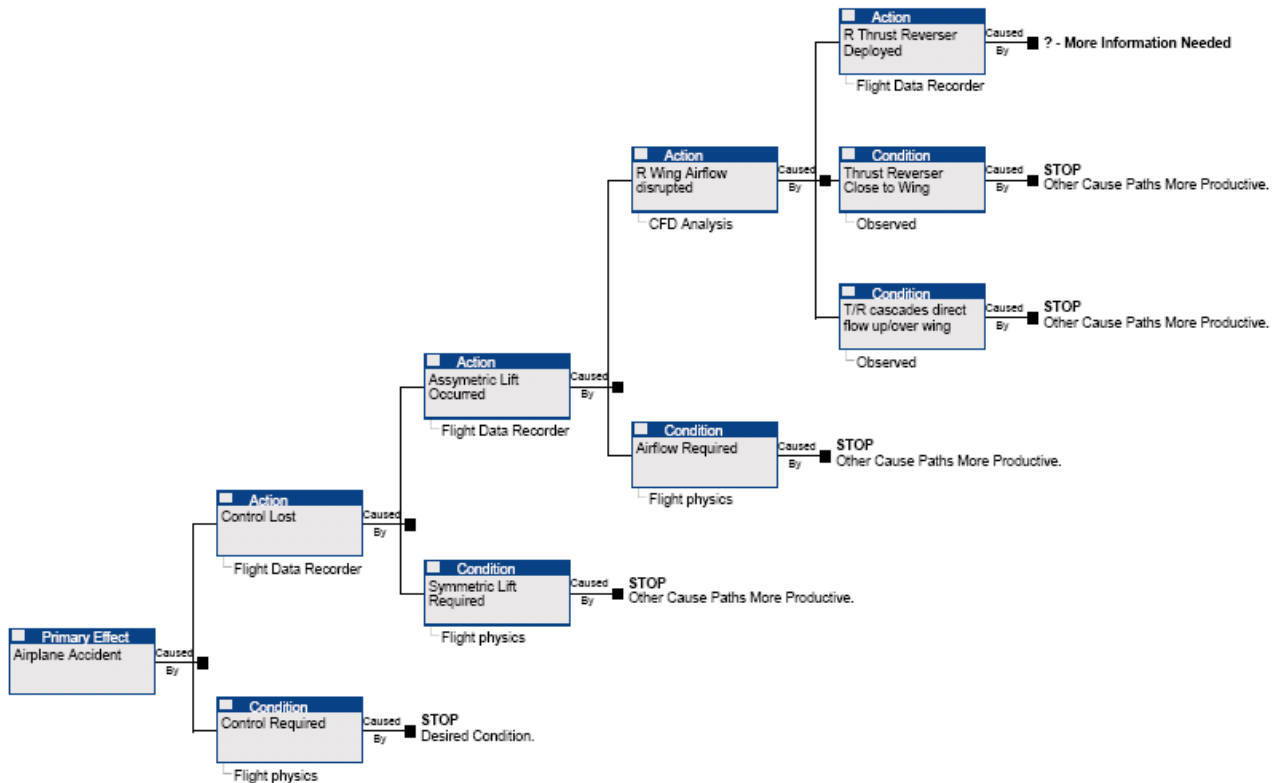 Action
R Thrust Reverser
Deployed
Caused
By
? - More Information Needed
Flight Data Recorder
Action
R Wing Airflow
disrupted
Caused
By
CFD Analysis
Condition
Thrust Reverser
Close to Wing
Caused
By
STOP
Other Cause Paths More Productive.
Observed
Condition
T/R cascades direct
flow up/over wing
Caused
By
STOP
Other Cause Paths More Productive.
Observed
Action
Assymetric Lift
Occurred
Caused
By
Flight Data Recorder
Condition
Airflow Required
Caused
By
STOP
Other Cause Paths More Productive.
Flight physics
Action
Control Lost
Caused
By
Flight Data Recorder
Condition
Symmetric Lift
Required
Caused
By
STOP
Other Cause Paths More Productive.
Flight physics
Primary Effect
Airplane Accident
Caused
By
Condition
Control Required
Caused
By
STOP
Desired Condition.
Flight physics